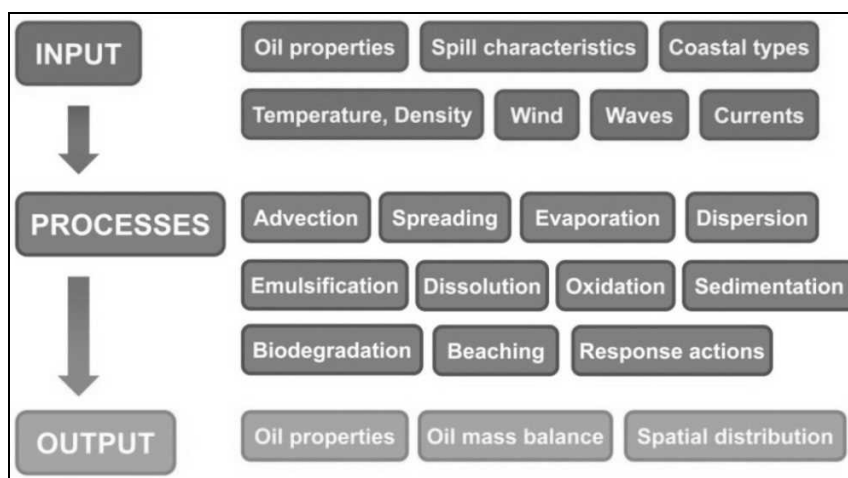 INPUT
Oil properties Spill characteristics Coastal types
Temperature, Density Wind Waves Currents
PROCESSES
Advection Spreading Evaporation Dispersion
Emulsification Dissolution Oxidation Sedimentation
Biodegradation Beaching Response actions
OUTPUT
Oil properties Oil mass balance Spatial distribution